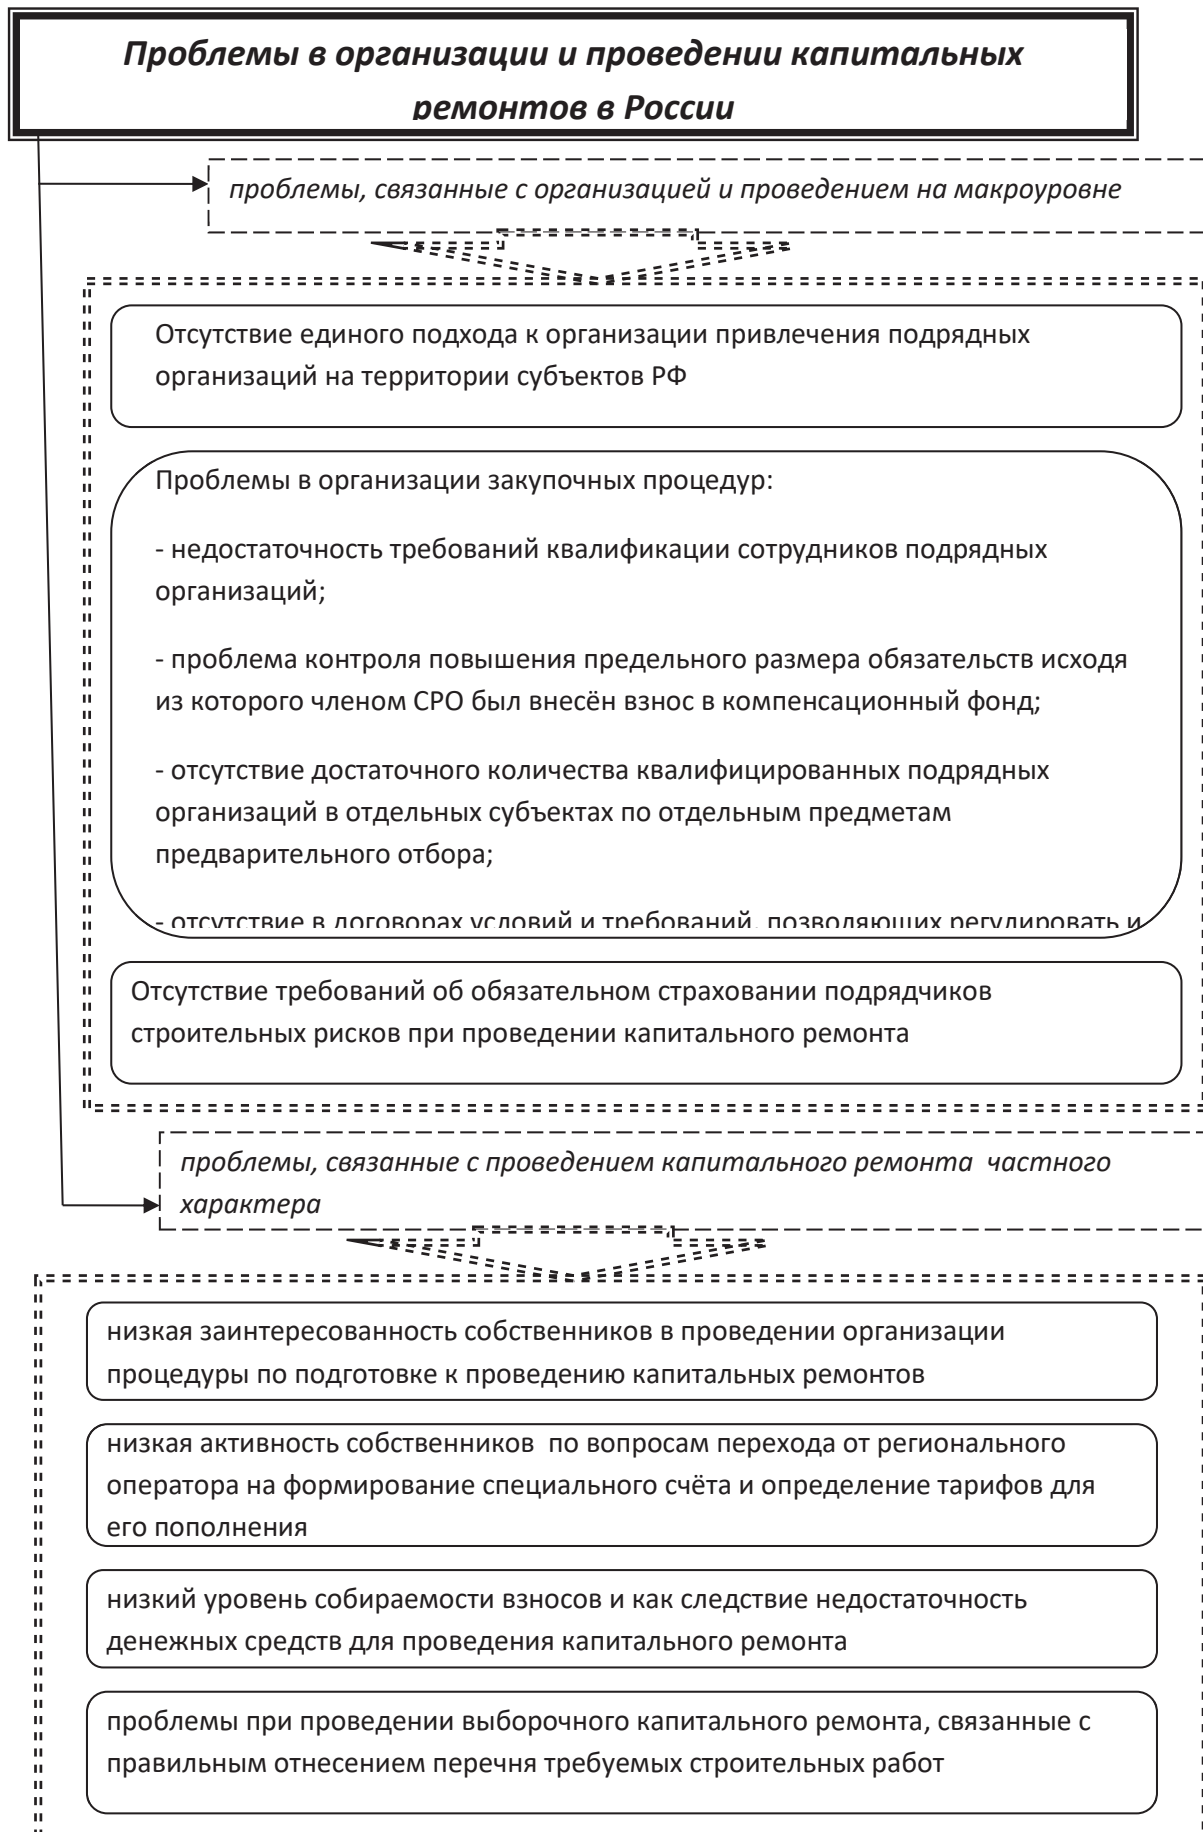 Проблемы в организации и проведении капитальных
ремонтов в России
проблемы, связанные с организацией и проведением на макроуровне
Отсутствие единого подхода к организации привлечения подрядных
организаций на территории субъектов РФ
Проблемы в организации закупочных процедур:
- недостаточность требований квалификации сотрудников подрядных
организаций;
- проблема контроля повышения предельного размера обязательств исходя
из которого членом СРО был внесён взнос в компенсационный фонд;
- отсутствие достаточного количества квалифицированных подрядных
организаций в отдельных субъектах по отдельным предметам
предварительного отбора;
- отсутствие в договорах условий и требований, позволяющих регулировать и
Отсутствие требований об обязательном страховании подрядчиков
строительных рисков при проведении капитального ремонта
проблемы, связанные с проведением капитального ремонта  частного
характера
низкая заинтересованность собственников в проведении организации
процедуры по подготовке к проведению капитальных ремонтов
низкая активность собственников  по вопросам перехода от регионального
оператора на формирование специального счёта и определение тарифов для
его пополнения
низкий уровень собираемости взносов и как следствие недостаточность
денежных средств для проведения капитального ремонта
проблемы при проведении выборочного капитального ремонта, связанные с
правильным отнесением перечня требуемых строительных работ